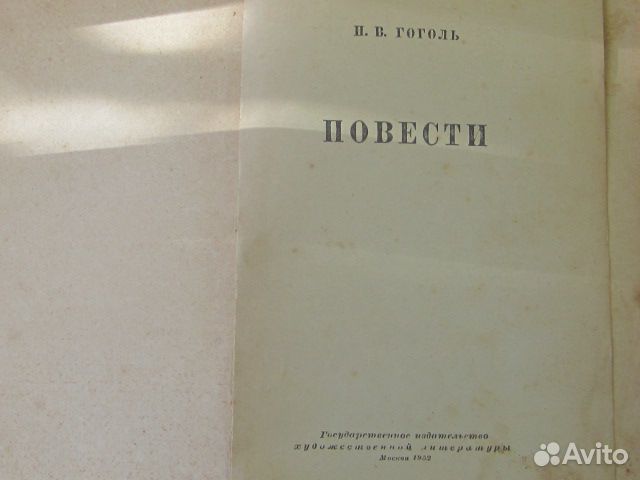 Н. В. ГОГОЛЬ
ПОВЕСТИ
Государственное издательство
художественной литературы
Москва 1952
Avito